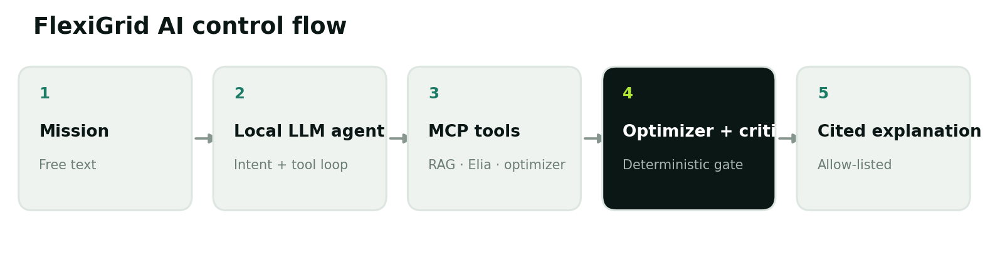 FlexiGrid AI control flow
1
Mission
Free text
2
Local LLM agent
Intent + tool loop
3
MCP tools
RAG · Elia · optimizer
4
Optimizer + criti
Deterministic gate
5
Cited explanation
Allow-listed